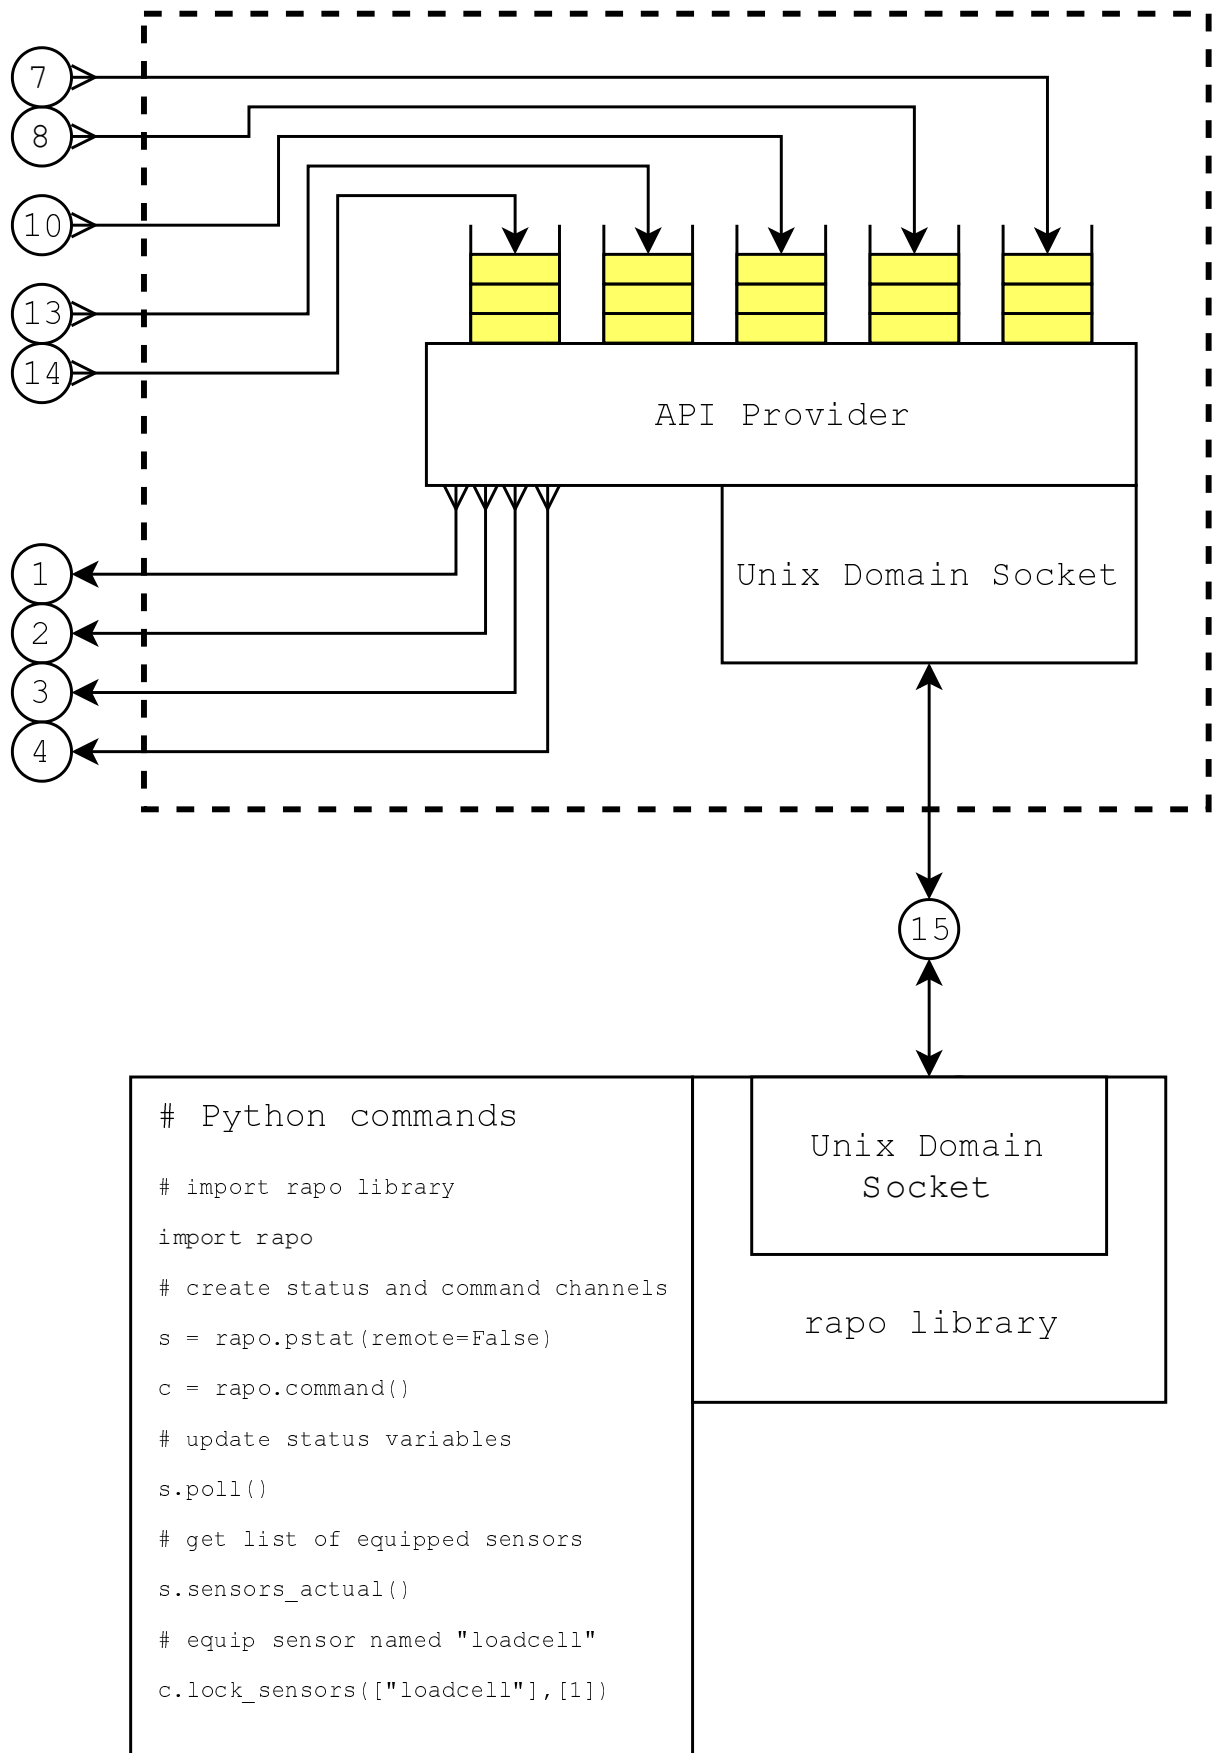 7
8
10
13
14
API Provider
1
2
3
4
Unix Domain Socket
15
# Python commands
# import rapo library
import rapo
# create status and command channels
s = rapo.pstat(remote=False)
c = rapo.command()
# update status variables
s.poll()
# get list of equipped sensors
s.sensors_actual()
# equip sensor named "loadcell"
c.lock_sensors(["loadcell"],[1])
Unix Domain
Socket
rapo library